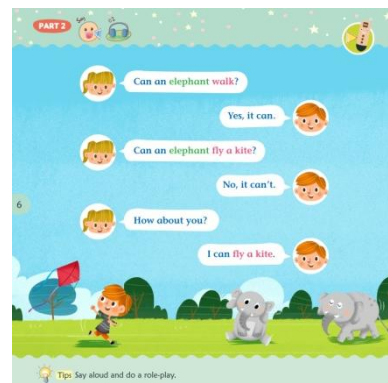 PART 2
Say
Can an elephant walk?
Yes, it can.
Can an elephant fly a kite?
No, it can't.
6
How about you?
I can fly a kite.
Tips Say aloud and do a role-play.